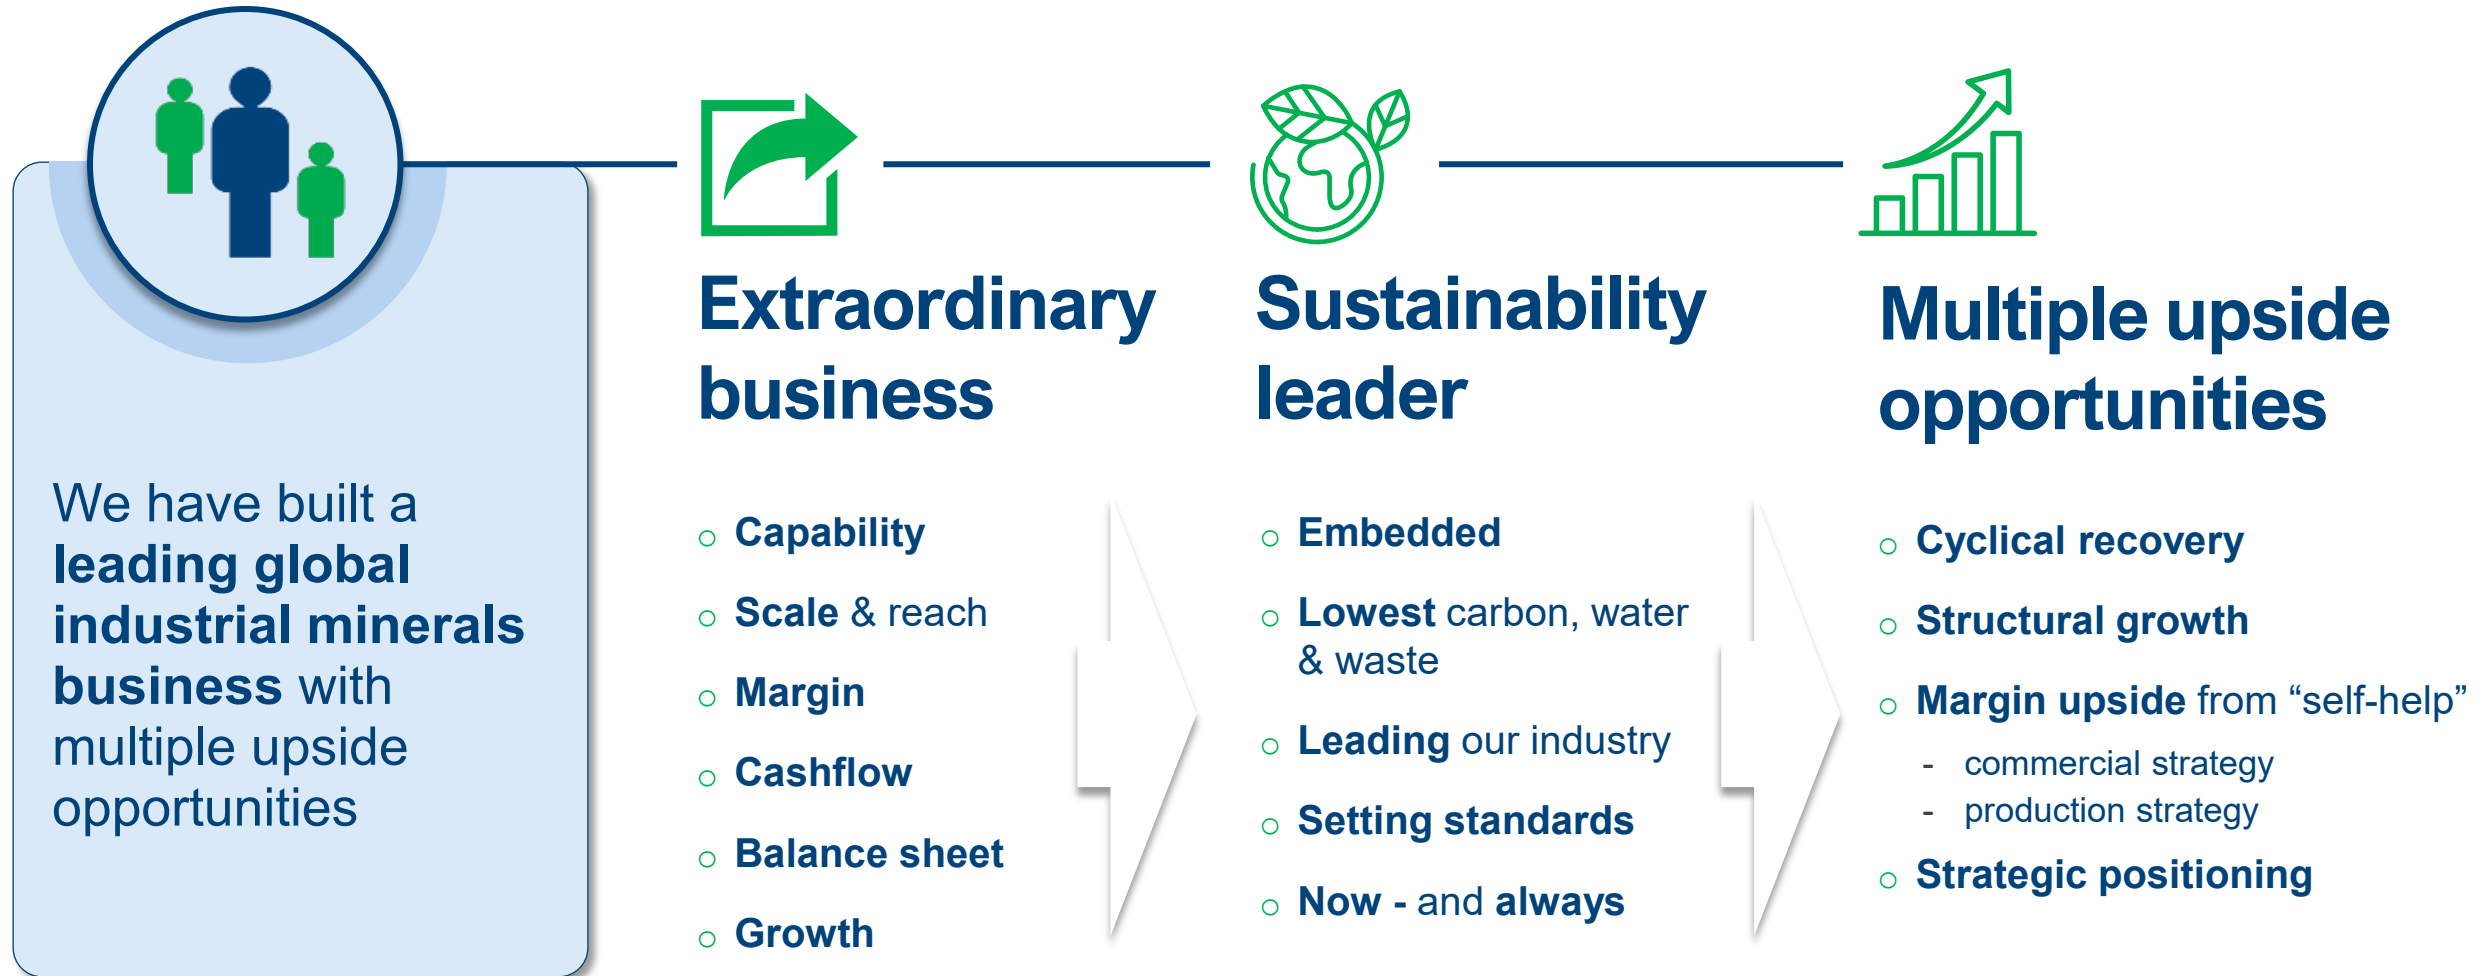 We have built a
leading global
industrial minerals
business with
multiple upside
opportunities
Extraordinary
business
○ Capability
○ Scale & reach
○ Margin
○ Cashflow
○ Balance sheet
○ Growth
Sustainability
leader
○ Embedded
○ Lowest carbon, water
& waste
○ Leading our industry
○ Setting standards
○ Now - and always
Multiple upside
opportunities
○ Cyclical recovery
○ Structural growth
○ Margin upside from “self-help”
- commercial strategy
- production strategy
○ Strategic positioning